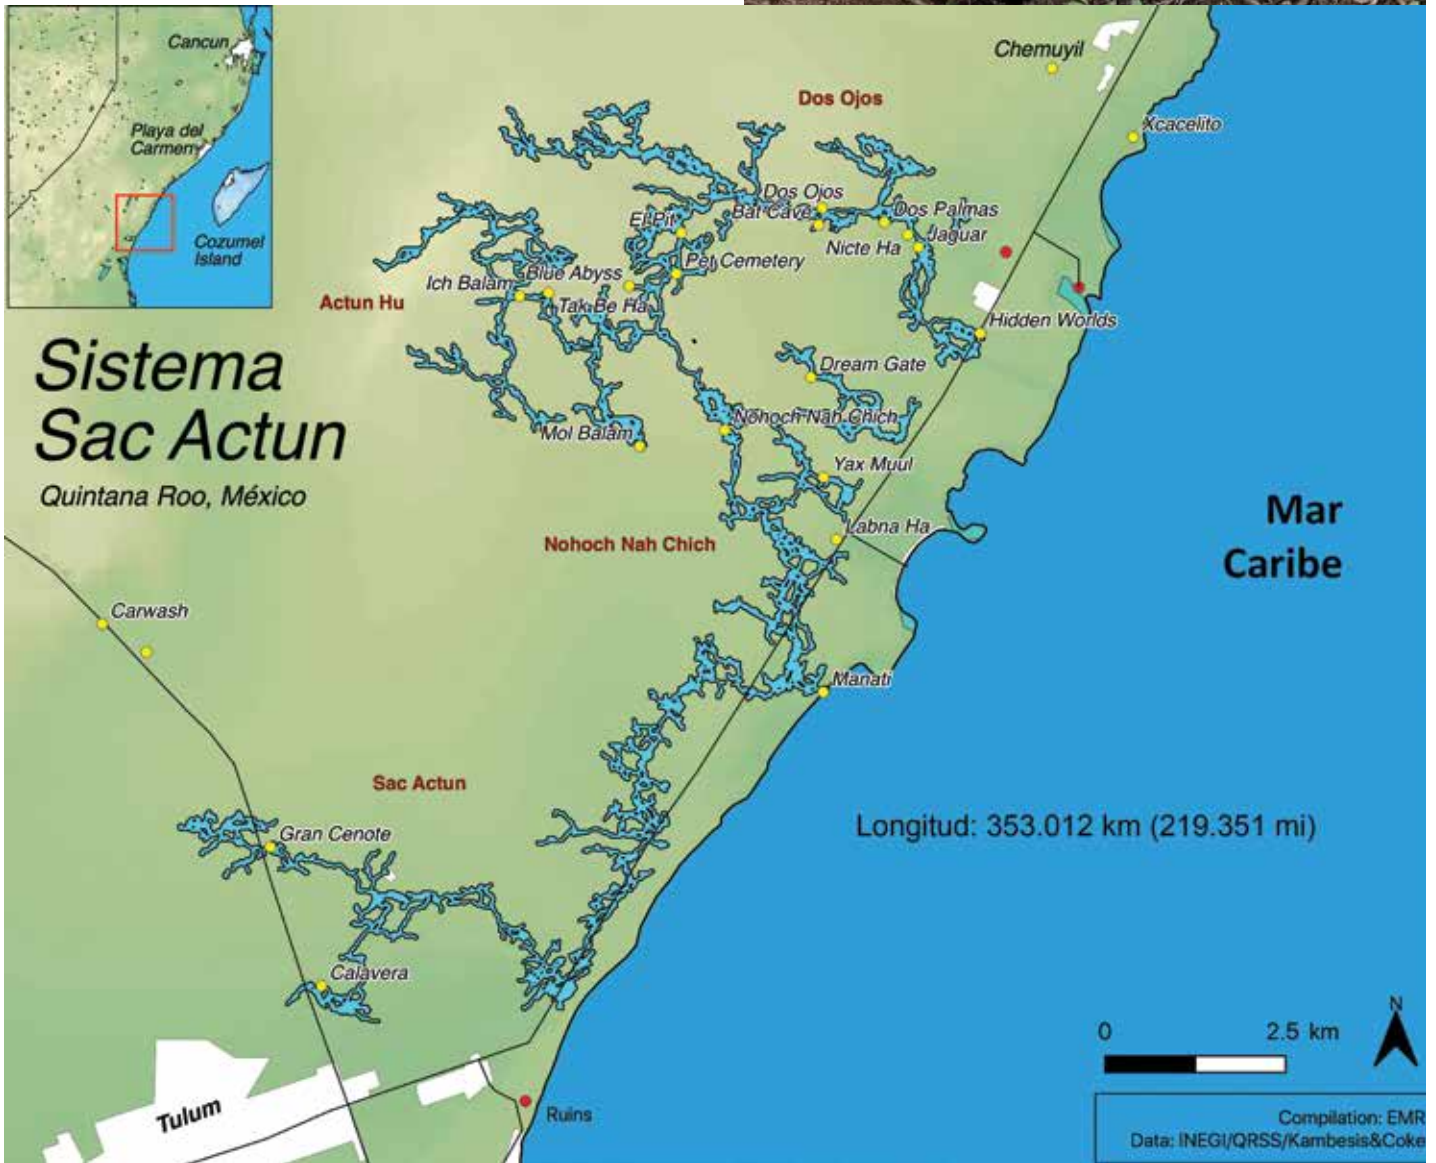 Cancun
Playa del
Carmen
Cozumel
Island
Sistema
Sac Actun
Quintana Roo, México
Chemuyil
Xcacelito
Dos Ojos
Dos Ojos
Bat Cave
Dos Palmas
El Pit
Nicte Ha
Jaguar
Pet Cemetery
Ich Balam
Blue Abyss
Tak Be Ha
Actun Hu
Hidden Worlds
Dream Gate
Nohoch Nah Chich
Mol Balam
Yax Muul
Labna Ha
Nohoch Nah Chich
Mar
Caribe
Carwash
Manati
Sac Actun
Gran Cenote
Longitud: 353.012 km (219.351 mi)
Calavera
Tulum
Ruins
N
0 2.5 km
Compilation: EMR
Data: INEGI/QRSS/Kambesis&Coke